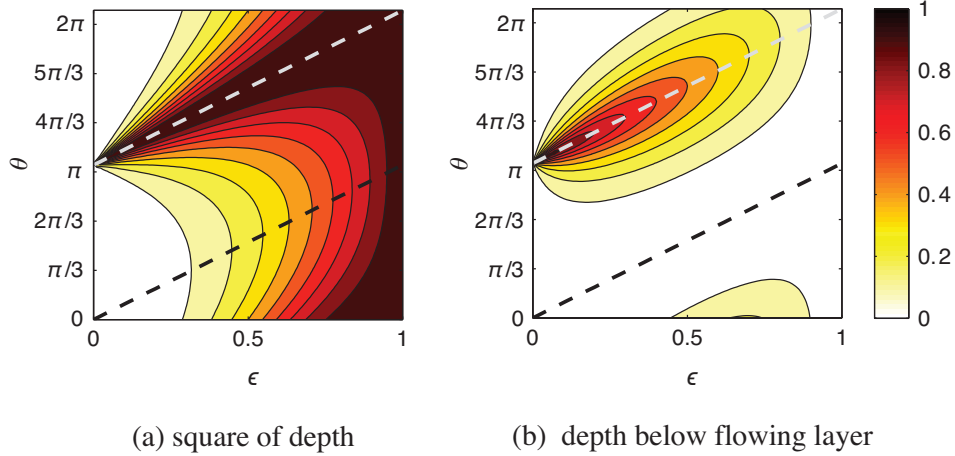 2π
5π/3
4π/3
π
2π/3
π/3
0
θ
0
0.5
1
ϵ
(a) square of depth
2π
5π/3
4π/3
π
2π/3
π/3
0
θ
0
0.5
1
ϵ
(b) depth below flowing layer
1
0.8
0.6
0.4
0.2
0